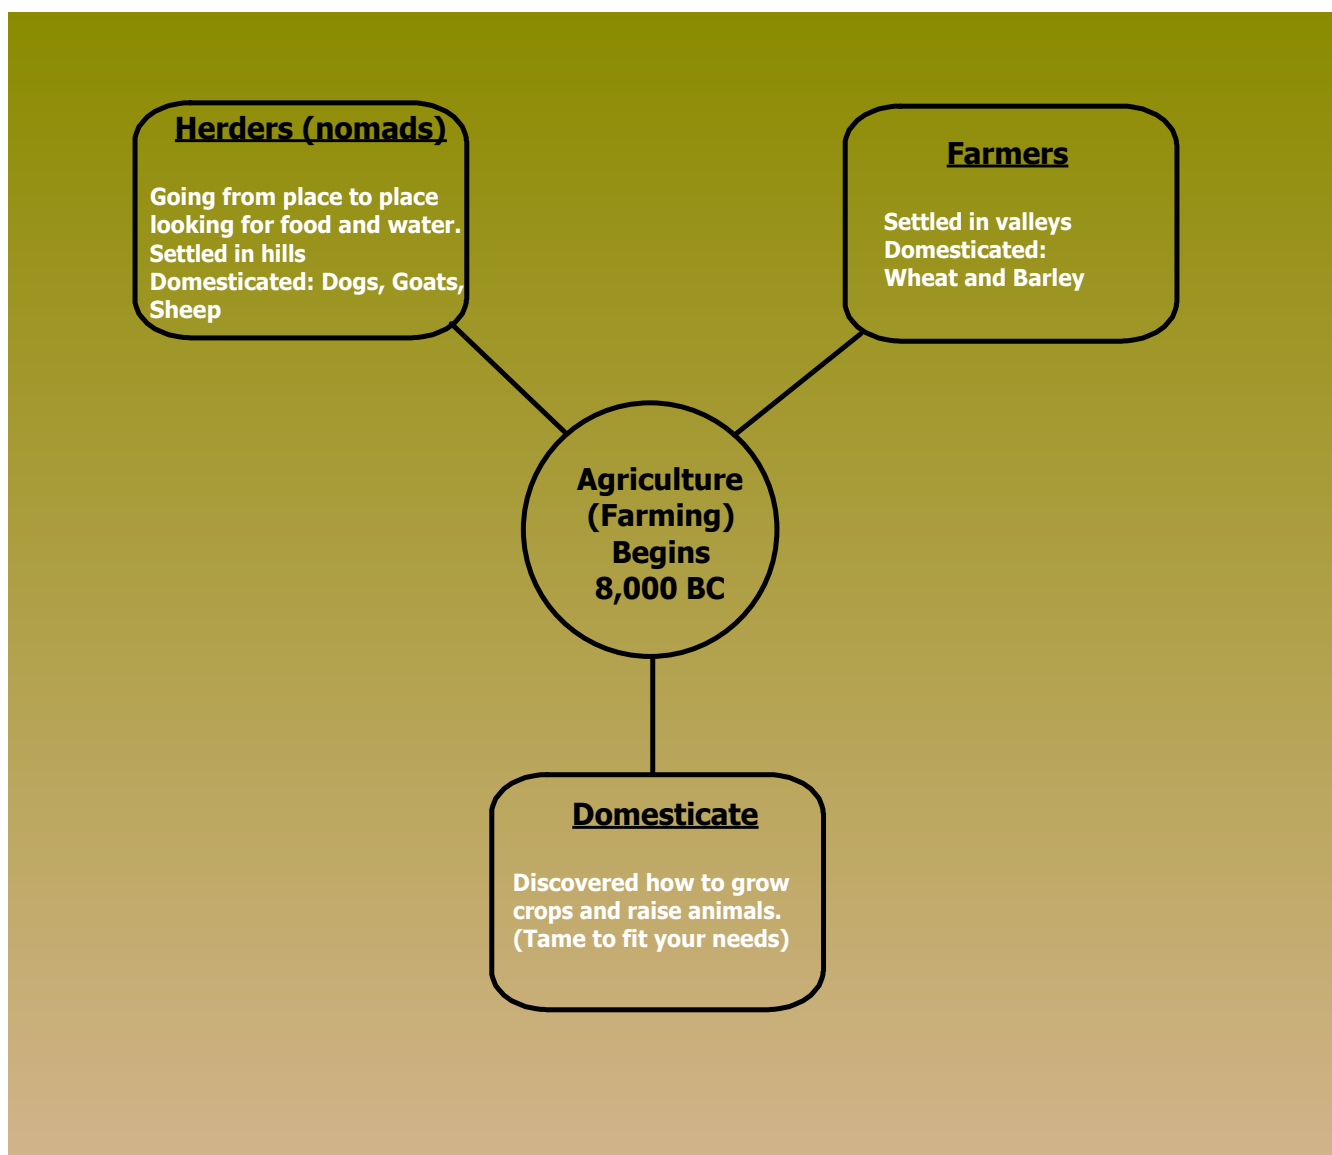 Herders (nomads)
Going from place to place
looking for food and water.
Settled in hills
Domesticated: Dogs, Goats,
Sheep
Farmers
Settled in valleys
Domesticated:
Wheat and Barley
Agriculture
(Farming)
Begins
8,000 BC
Domesticate
Discovered how to grow
crops and raise animals.
(Tame to fit your needs)